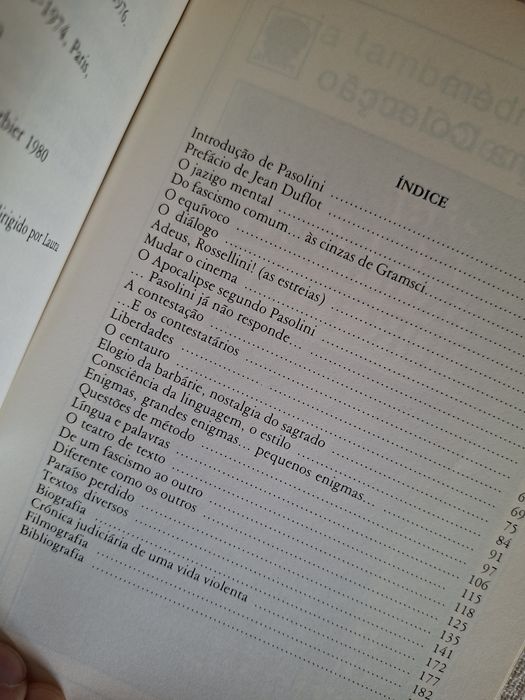 1976.
-1974, Paris,
rbier 1980
dirigido por Laura
ÍNDICE
Introdução de Pasolini
Prefácio de Jean Duflot
O jazigo mental
Do fascismo comum... às cinzas de Gramsci
O equívoco
O diálogo
Adeus, Rossellini! (as estreias)
Mudar o cinema
O Apocalipse segundo Pasolini
... Pasolini já não responde...
A contestação
...E os contestatários
Liberdades
O centauro 69
Elogio da barbárie, nostalgia do sagrado 75
Consciência da linguagem, o estilo 84
Enigmas, grandes enigmas... pequenos enigmas 91
Questões de método 97
Língua e palavras 106
O teatro de texto 115
De um fascismo ao outro 118
Diferente como os outros 125
Paraíso perdido 135
Textos diversos 141
Biografia 172
Crónica judiciária de uma vida violenta 177
Filmografia 182
Bibliografia